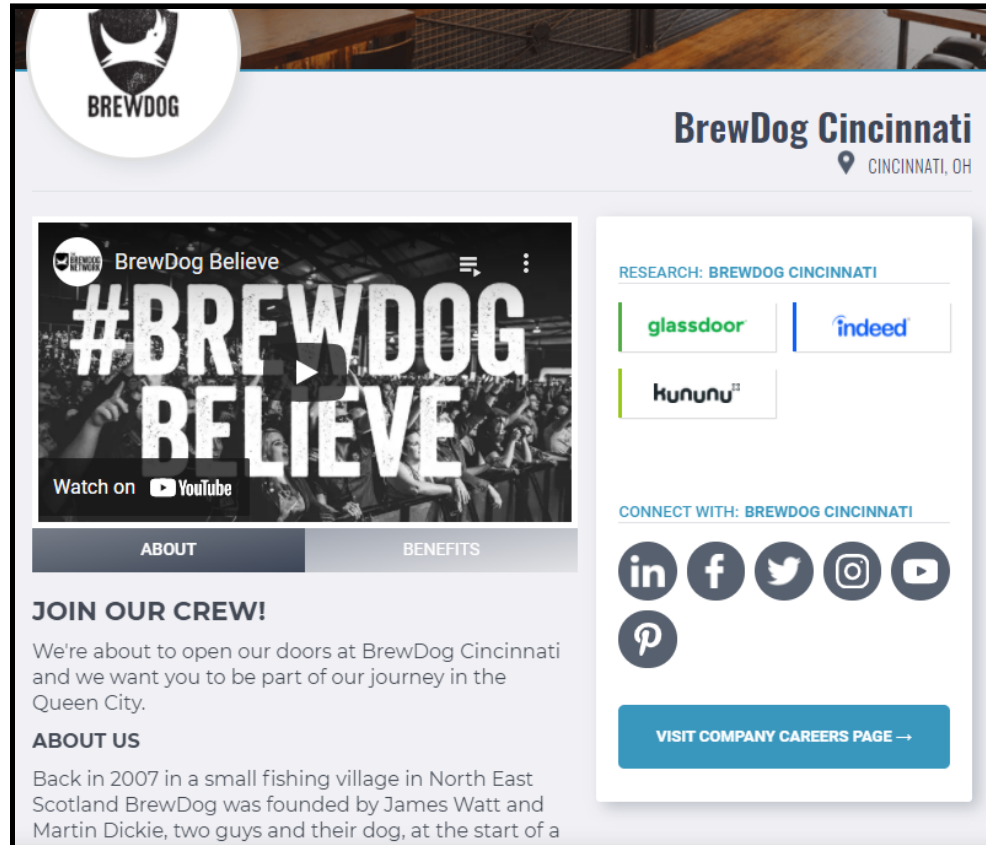 BREWDOG
BrewDog Cincinnati
CINCINNATI, OH
THE
BREWDOG
NETWORK
BrewDog Believe
#BREWDOG
BELIEVE
Watch on YouTube
ABOUT
BENEFITS
JOIN OUR CREW!
We're about to open our doors at BrewDog Cincinnati
and we want you to be part of our journey in the
Queen City.
ABOUT US
Back in 2007 in a small fishing village in North East
Scotland BrewDog was founded by James Watt and
Martin Dickie, two guys and their dog, at the start of a
RESEARCH: BREWDOG CINCINNATI
glassdoor
indeed
kununu
CONNECT WITH: BREWDOG CINCINNATI
in
f
VISIT COMPANY CAREERS PAGE →